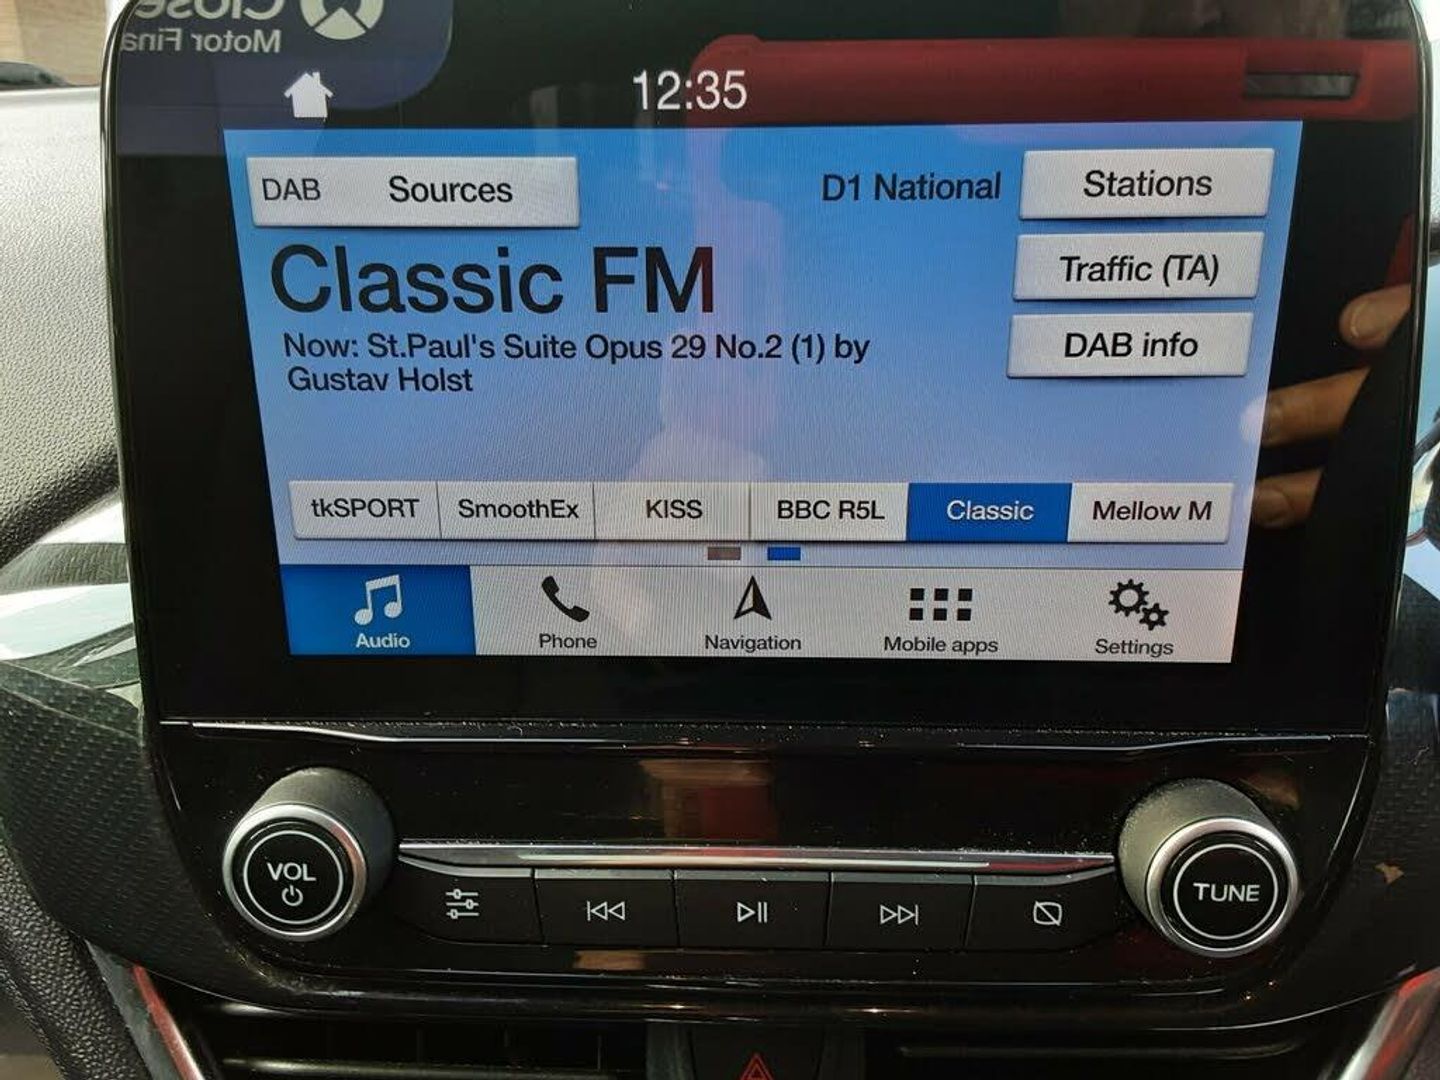 Close
Motor Fina
12:35
DAB Sources
D1 National
Stations
Classic FM
Traffic (TA)
Now: St.Paul's Suite Opus 29 No.2 (1) by
Gustav Holst
DAB info
tkSPORT SmoothEx KISS BBC R5L Classic Mellow M
Audio Phone Navigation Mobile apps Settings
VOL
TUNE